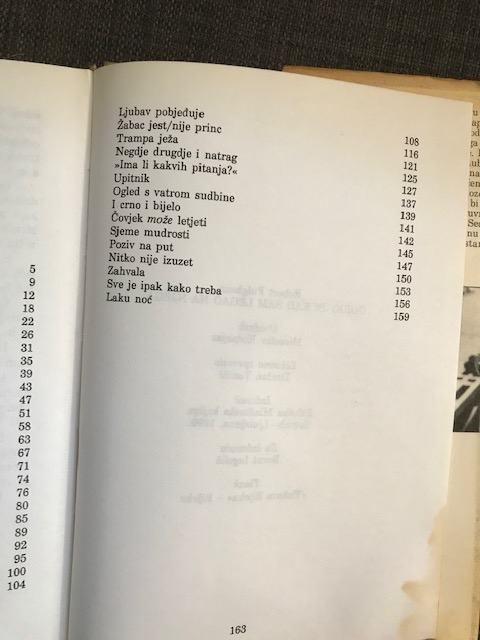 5
9
12
18
22
26
31
35
39
43
47
51
58
63
67
71
74
76
80
85
89
92
95
100
104
Ljubav pobjeđuje 108
Žabac jest/nije princ 116
Trampa ježa 121
Negdje drugdje i natrag 125
»Ima li kakvih pitanja?« 127
Upitnik 137
Ogled s vatrom sudbine 139
I crno i bijelo 141
Čovjek može letjeti 142
Sjeme mudrosti 145
Poziv na put 147
Nitko nije izuzet 150
Zahvala 153
Sve je ipak kako treba 156
Laku noć 159
163